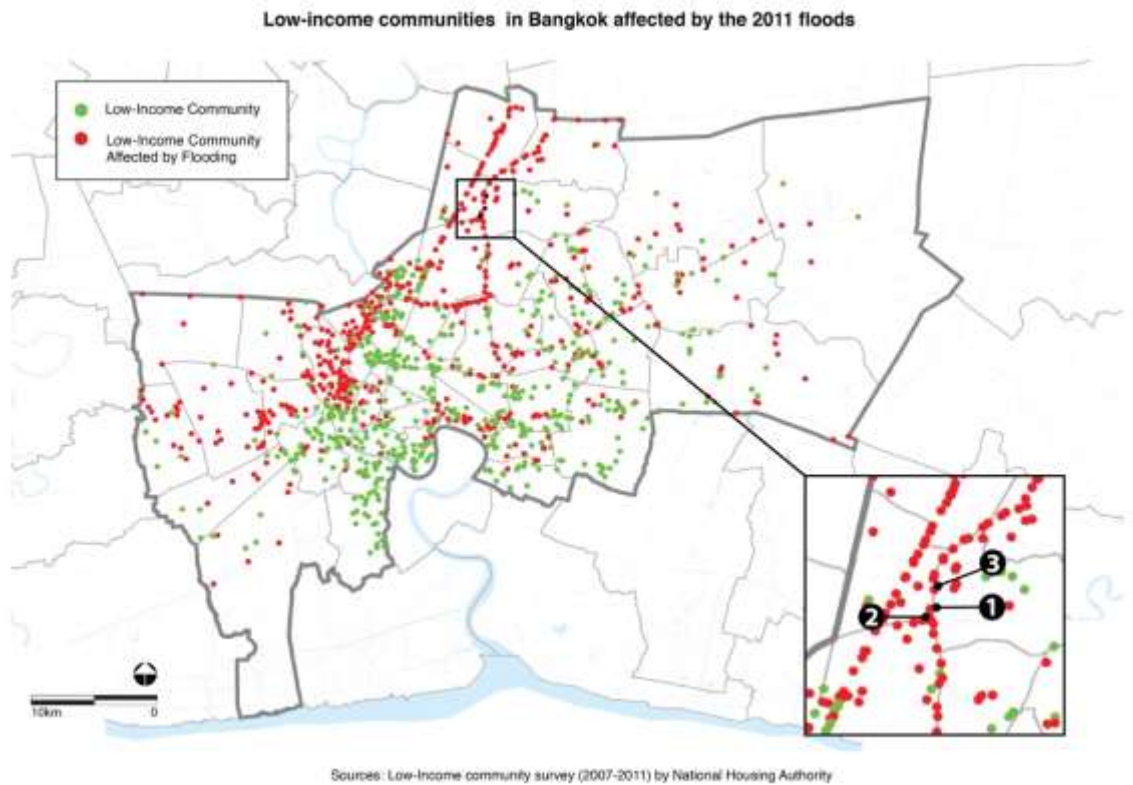 Low-income communities in Bangkok affected by the 2011 floods
Low-Income Community
Low-Income Community
Affected by Flooding
3
1
2
10km 0
Sources: Low-Income community survey (2007-2011) by National Housing Authority